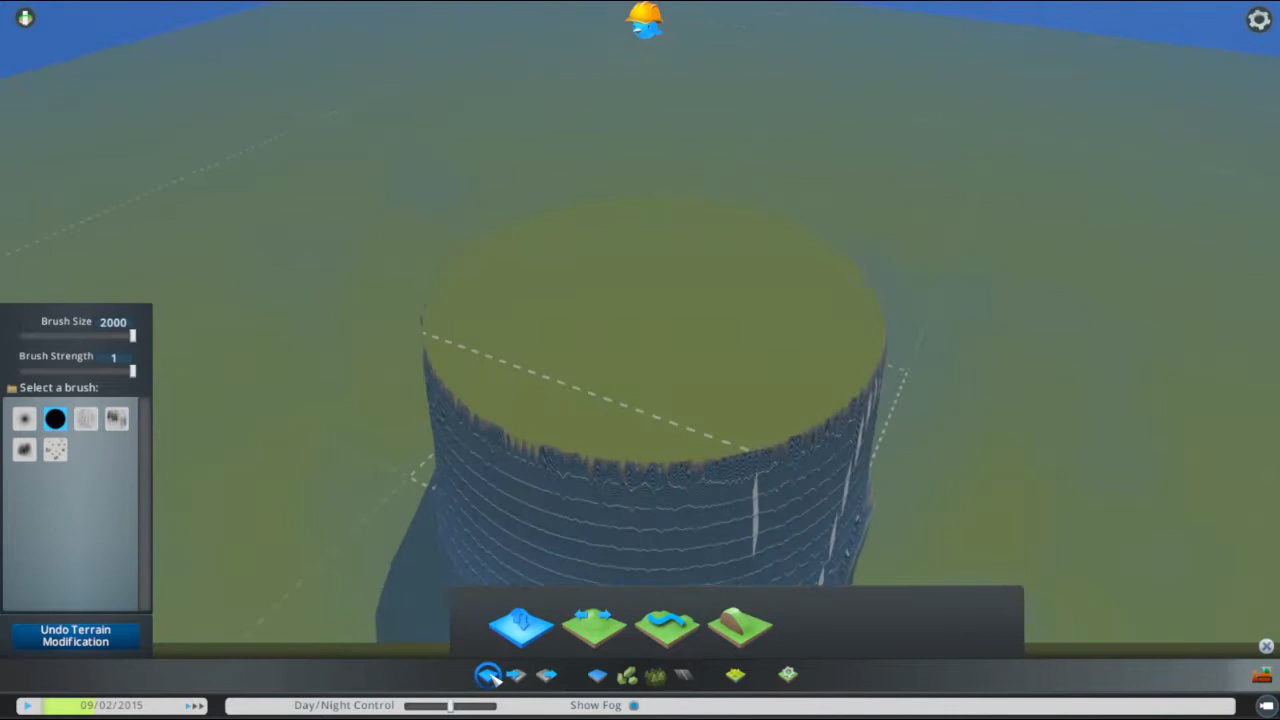 Brush Size 2000
Brush Strength 1
Select a brush:
Undo Terrain
Modification
09/02/2015
Day/Night Control
Show Fog